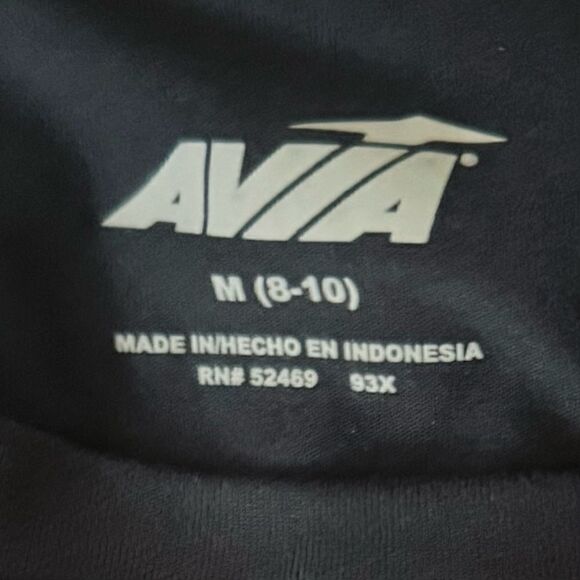 AVIA
M (8-10)
MADE IN/HECHO EN INDONESIA
RN# 52469 93X